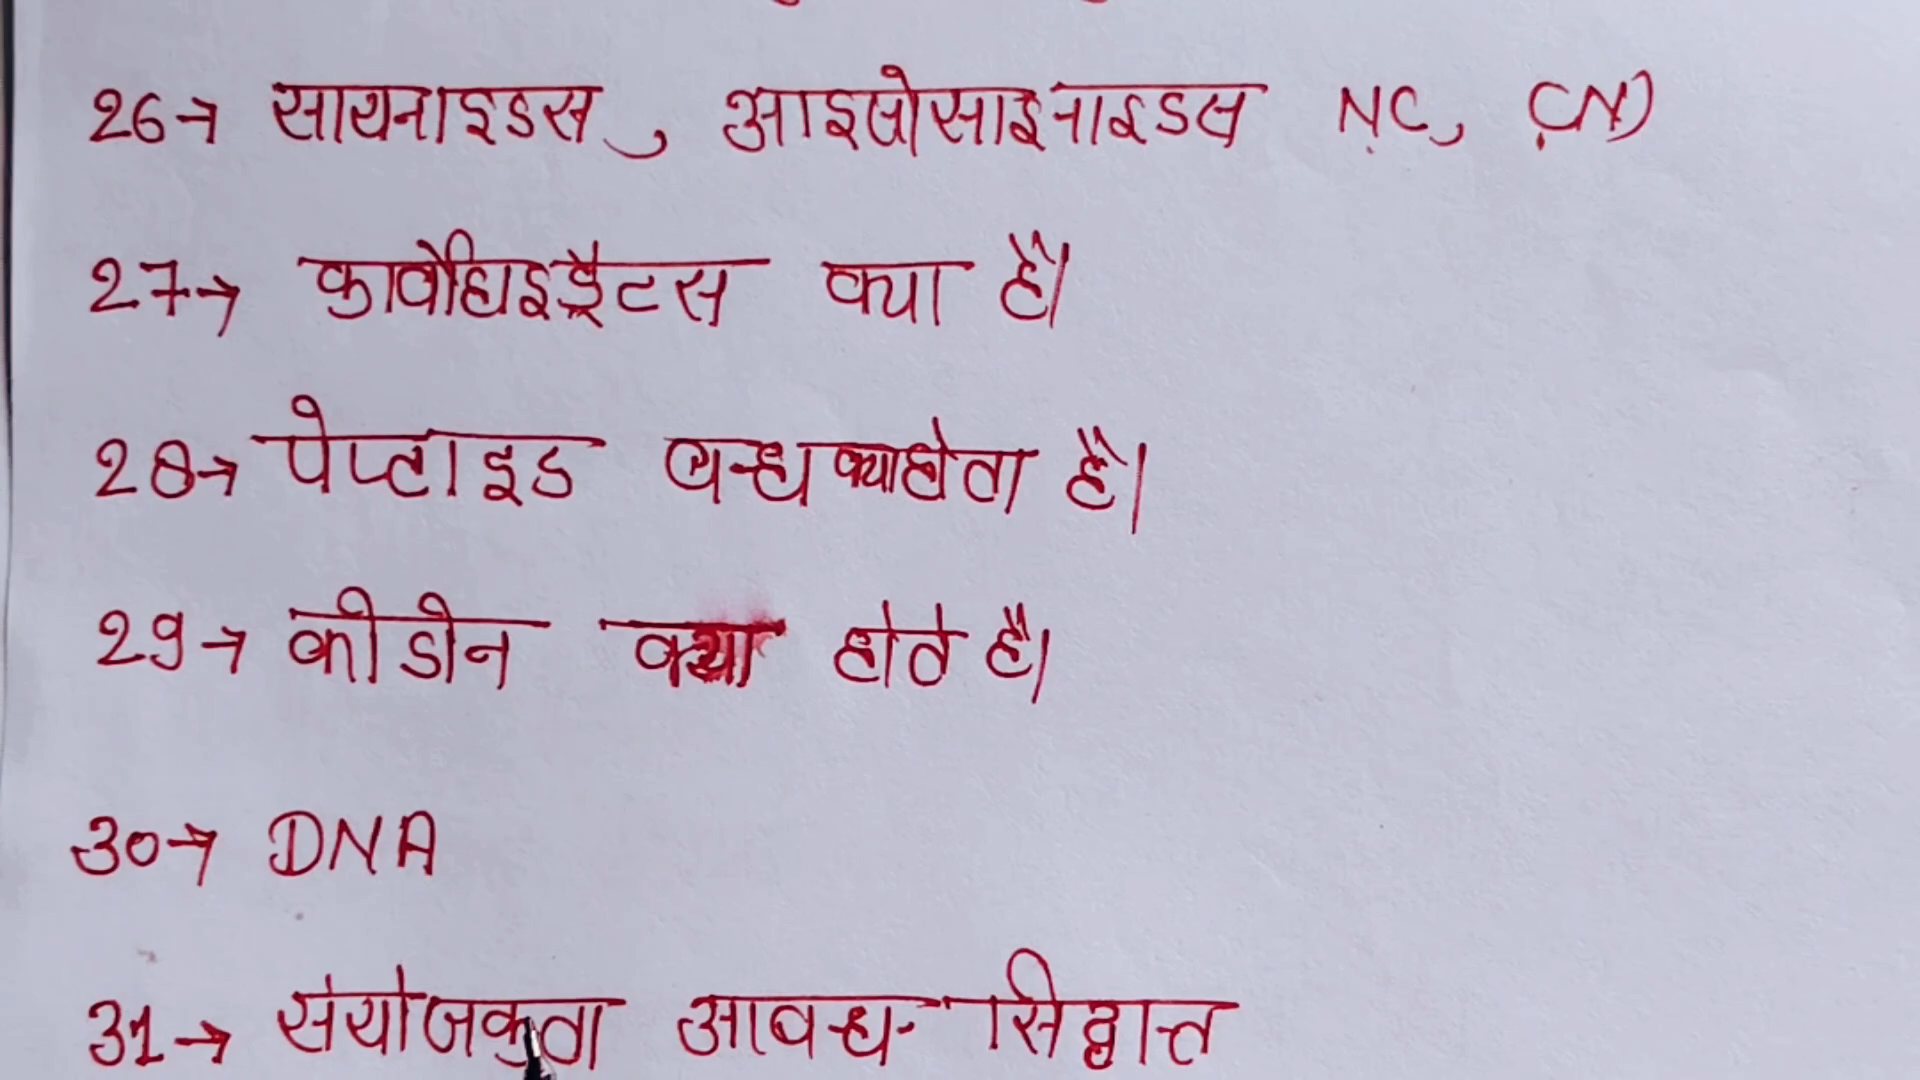 26→ सायनाइडस, आइसोसाइनाइडस NC, CN)
27→ कार्वोहाइड्रेटस क्या है।
28→ पेप्टाइड बन्ध क्या होता है।
29→ कोडोन क्या होते है।
30→ DNA
31→ संयोजकता आबन्ध सिद्धान्त